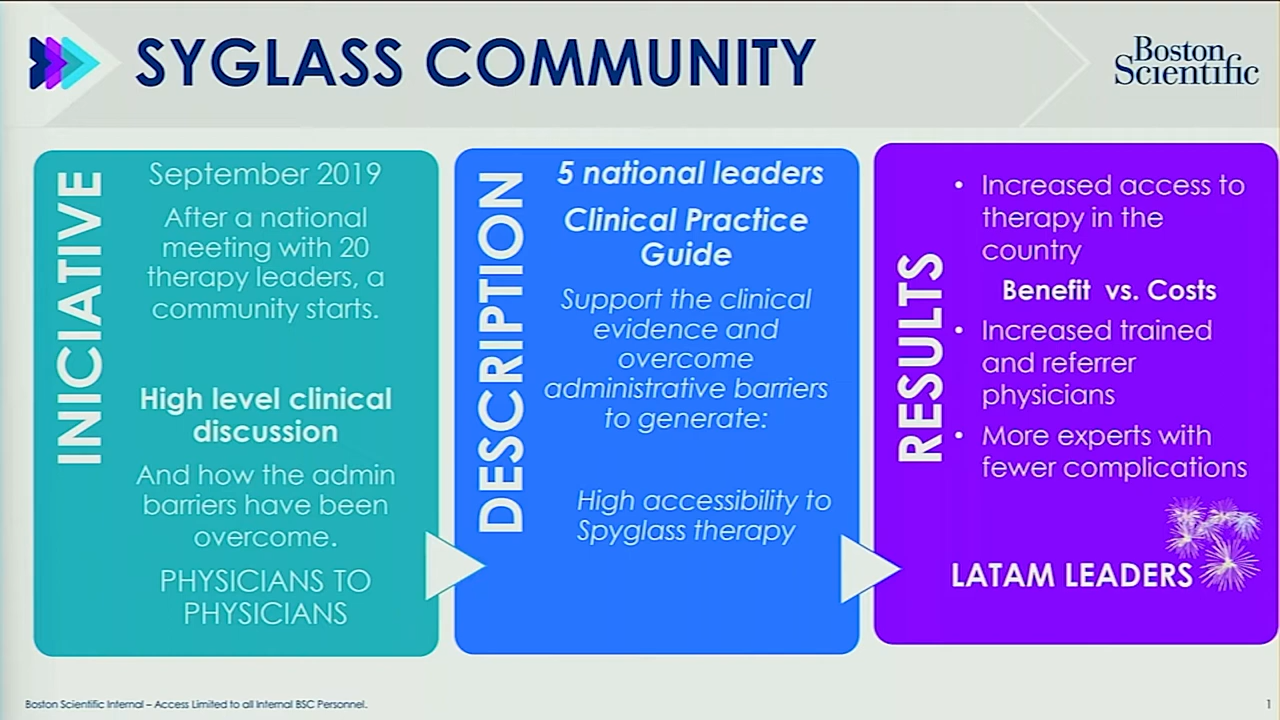 SYGLASS COMMUNITY
Boston
Scientific
INICIATIVE
September 2019
After a national
meeting with 20
therapy leaders, a
community starts.
High level clinical
discussion
And how the admin
barriers have been
overcome.
PHYSICIANS TO
PHYSICIANS
DESCRIPTION
5 national leaders
Clinical Practice
Guide
Support the clinical
evidence and
overcome
administrative barriers
to generate:
High accessibility to
Spyglass therapy
RESULTS
• Increased access to
therapy in the
country
Benefit vs. Costs
• Increased trained
and referrer
physicians
• More experts with
fewer complications
LATAM LEADERS
Boston Scientific Internal – Access Limited to all Internal BSC Personnel.
1